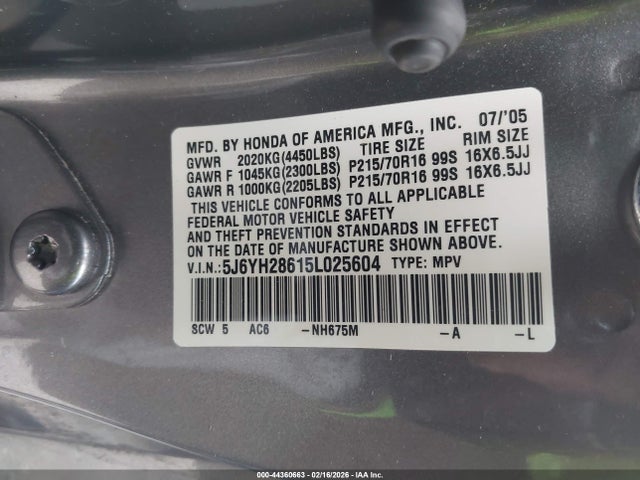 MFD. BY HONDA OF AMERICA MFG., INC. 07/'05
GVWR 2020KG(4450LBS) TIRE SIZE RIM SIZE
GAWR F 1045KG(2300LBS) P215/70R16 99S 16X6.5JJ
GAWR R 1000KG(2205LBS) P215/70R16 99S 16X6.5JJ
THIS VEHICLE CONFORMS TO ALL APPLICABLE
FEDERAL MOTOR VEHICLE SAFETY
AND THEFT PREVENTION STANDARDS IN EFFECT
ON THE DATE OF MANUFACTURE SHOWN ABOVE.
V.I.N.:5J6YH28615L025604 TYPE: MPV
SCW 5 AC6 -NH675M -A -L
000-44360663 - 02/16/2026 - IAA Inc.